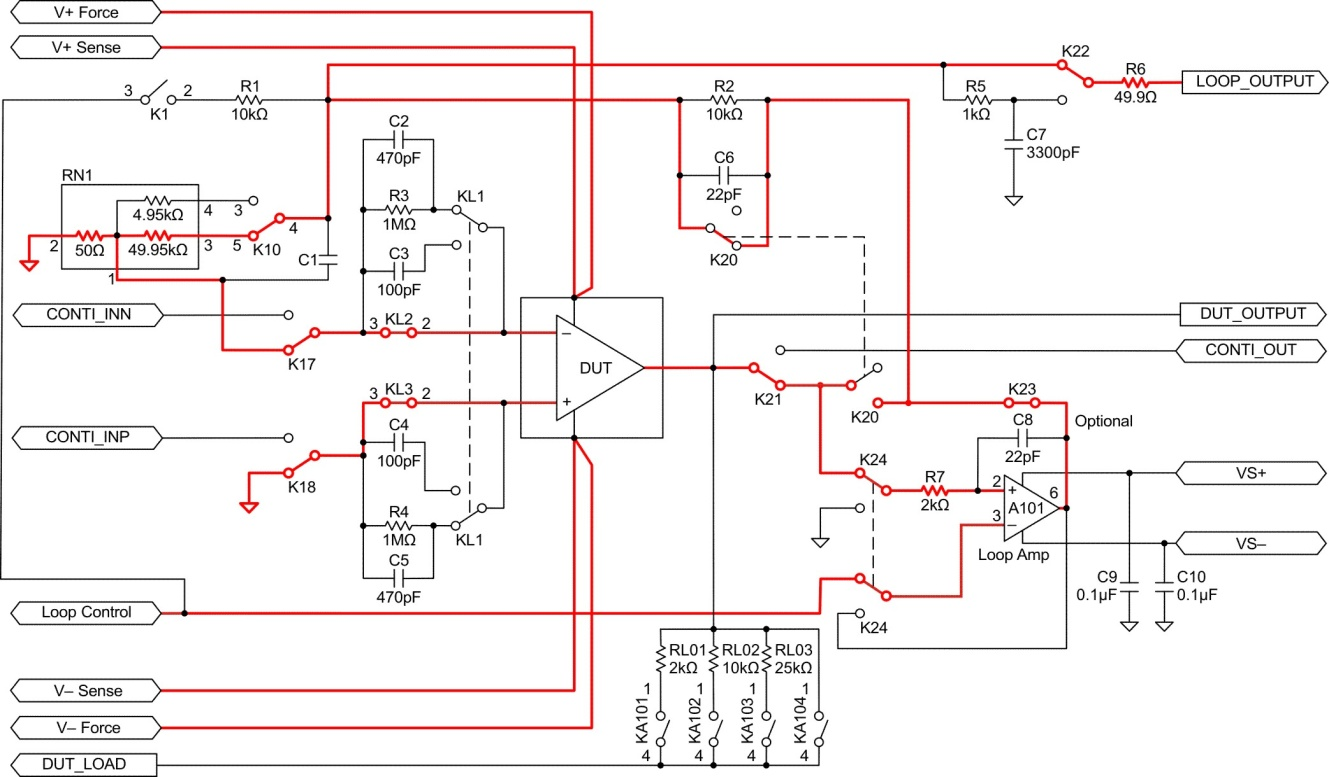 V+ Force
V+ Sense
K22
R6
49.9Ω
LOOP_OUTPUT
3
K1
2
R1
10kΩ
R2
10kΩ
R5
1kΩ
C7
3300pF
C2
470pF
C6
22pF
RN1
4.95kΩ
4
3
R3
1MΩ
KL1
2
50Ω
49.95kΩ
3
5
K10
4
K20
C1
C3
100pF
1
CONTI_INN
3
KL2
2
K17
DUT_OUTPUT
–
DUT
+
CONTI_OUT
K21
3
KL3
2
K20
K23
Optional
CONTI_INP
C4
100pF
C8
22pF
K18
K24
R7
2kΩ
2
+
6
A101
3
–
Loop Amp
VS+
VS–
R4
1MΩ
KL1
C5
470pF
C9
0.1µF
C10
0.1µF
Loop Control
K24
RL01
2kΩ
RL02
10kΩ
RL03
25kΩ
V– Sense
1
1
1
1
KA101
KA102
KA103
KA104
V– Force
4
4
4
4
DUT_LOAD